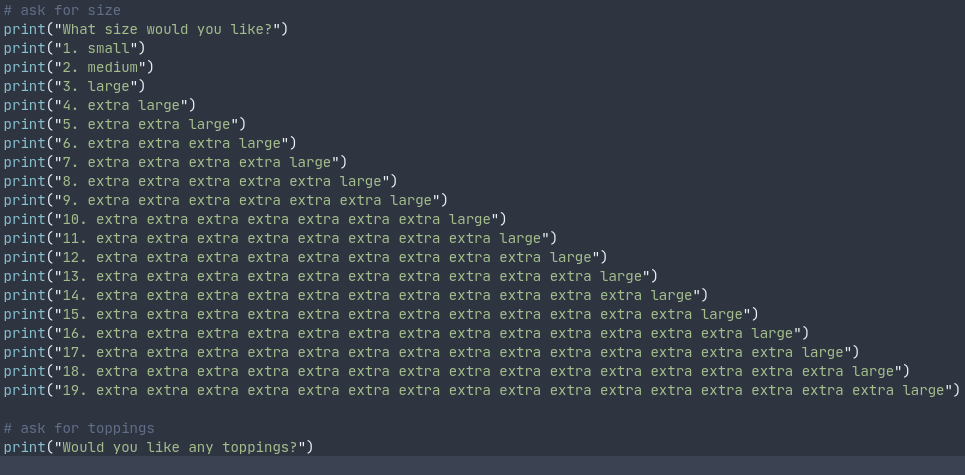 # ask for size
print("What size would you like?")
print("1. small")
print("2. medium")
print("3. large")
print("4. extra large")
print("5. extra extra large")
print("6. extra extra extra large")
print("7. extra extra extra extra large")
print("8. extra extra extra extra extra large")
print("9. extra extra extra extra extra extra large")
print("10. extra extra extra extra extra extra extra large")
print("11. extra extra extra extra extra extra extra extra large")
print("12. extra extra extra extra extra extra extra extra extra large")
print("13. extra extra extra extra extra extra extra extra extra extra large")
print("14. extra extra extra extra extra extra extra extra extra extra extra large")
print("15. extra extra extra extra extra extra extra extra extra extra extra extra large")
print("16. extra extra extra extra extra extra extra extra extra extra extra extra extra large")
print("17. extra extra extra extra extra extra extra extra extra extra extra extra extra extra large")
print("18. extra extra extra extra extra extra extra extra extra extra extra extra extra extra extra large")
print("19. extra extra extra extra extra extra extra extra extra extra extra extra extra extra extra extra large")
# ask for toppings
print("Would you like any toppings?")